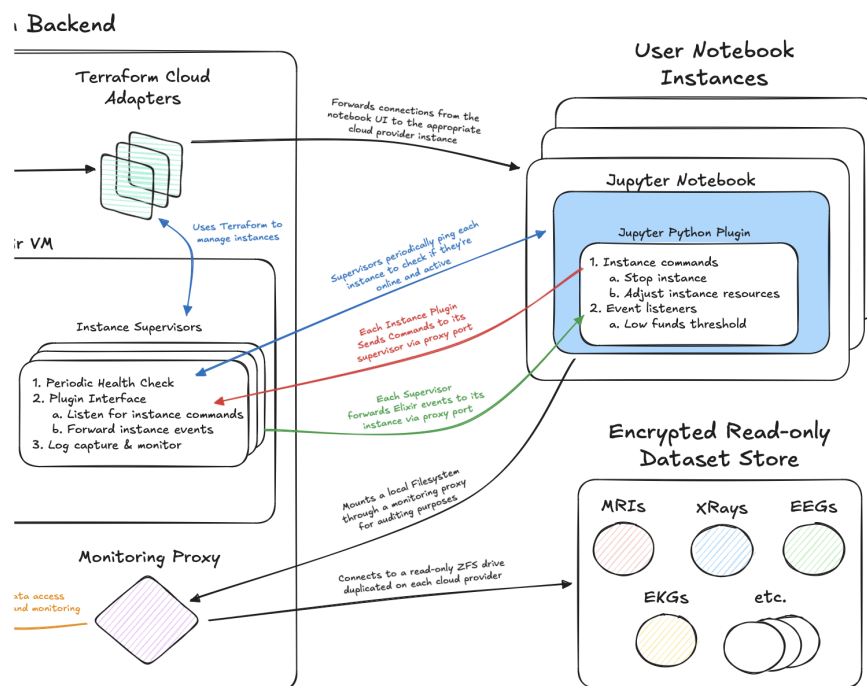 Backend
Terraform Cloud
Adapters
Uses Terraform to
manage instances
VM
Instance Supervisors
1. Periodic Health Check
2. Plugin Interface
a. Listen for instance commands
b. Forward instance events
3. Log capture & monitor
Monitoring Proxy
access
and monitoring
Forwards connections from the
notebook UI to the appropriate
cloud provider instance
Supervisors periodically ping each
instance to check if they're
online and active
Each Instance Plugin
Sends Commands to its
supervisor via proxy port
Each Supervisor
forwards Elixir events to its
instance via proxy port
Mounts a local Filesystem
through a monitoring proxy
for auditing purposes
Connects to a read-only ZFS drive
duplicated on each cloud provider
User Notebook
Instances
Jupyter Notebook
Jupyter Python Plugin
1. Instance commands
a. Stop instance
b. Adjust instance resources
2. Event listeners
a. Low funds threshold
Encrypted Read-only
Dataset Store
MRIs
XRays
EEGs
EKGs
etc.